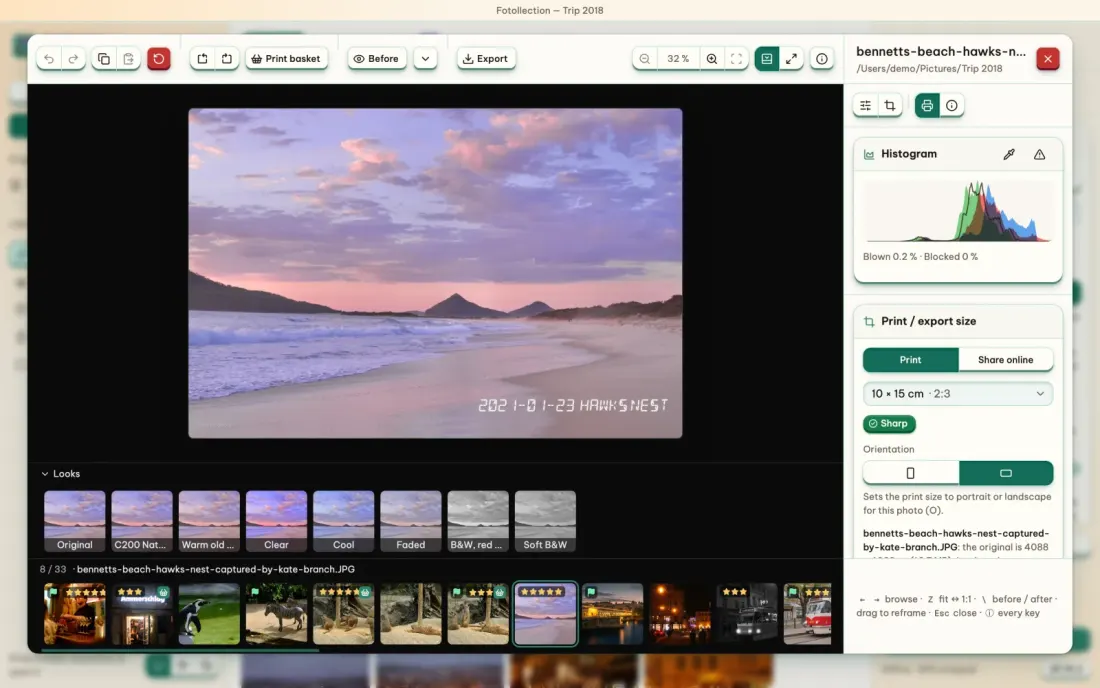 Fotollection — Trip 2018
Print basket
Before
Export
32 %
bennetts-beach-hawks-n...
/Users/demo/Pictures/Trip 2018
Histogram
Blown 0.2 % · Blocked 0 %
Print / export size
Print
Share online
10 × 15 cm · 2:3
Sharp
Orientation
Sets the print size to portrait or landscape
for this photo (O).
bennetts-beach-hawks-nest-captured-
by-kate-branch.JPG: the original is 4088
2021-01-23 HAWKS NEST
Looks
Original
C200 Nat...
Warm old ...
Clear
Cool
Faded
B&W, red ...
Soft B&W
8 / 33 · bennetts-beach-hawks-nest-captured-by-kate-branch.JPG
← → browse · Z fit ↔ 1:1 · \ before / after ·
drag to reframe · Esc close · ⓘ every key